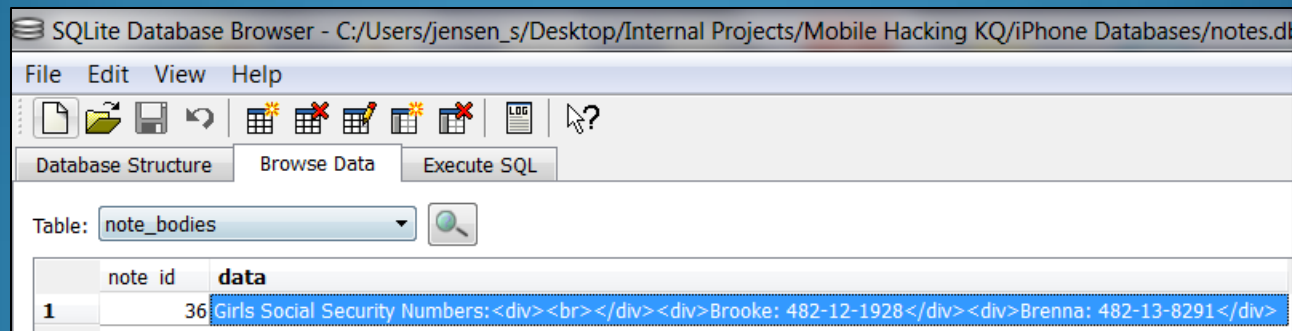 SQLite Database Browser - C:/Users/jensen_s/Desktop/Internal Projects/Mobile Hacking KQ/iPhone Databases/notes.db
File Edit View Help
LOG
Database Structure Browse Data Execute SQL
Table: note_bodies
note_id data
1 36 Girls Social Security Numbers:<div><br></div><div>Brooke: 482-12-1928</div><div>Brenna: 482-13-8291</div>